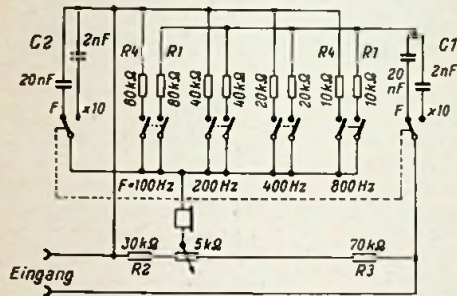 C2
2nF
20nF
F
x10
R4
R1
80kΩ
80kΩ
40kΩ
40kΩ
20kΩ
20kΩ
R4
R1
10kΩ
10kΩ
C1
20
nF
2nF
F
x10
F=100Hz
200Hz
400Hz
800Hz
30kΩ
5kΩ
70kΩ
R2
R3
Eingang